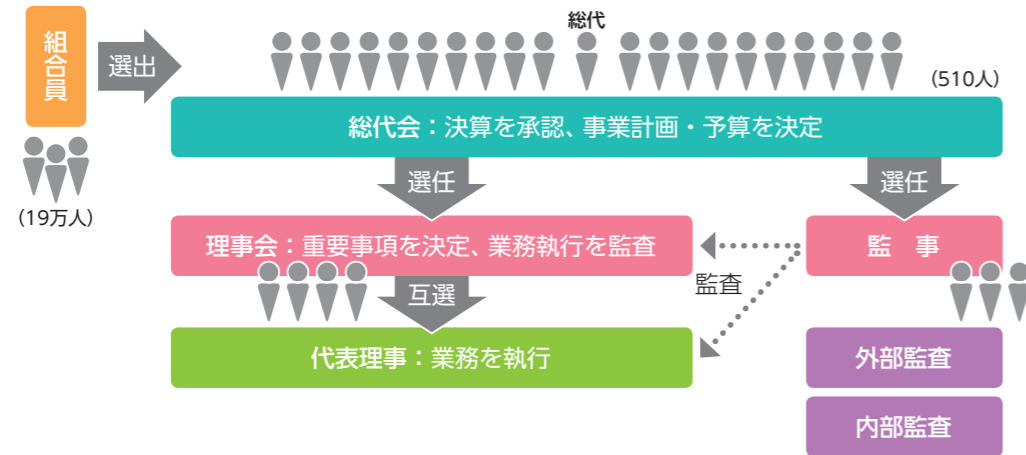 組合員
(19万人)
選出
総代
(510人)
総代会：決算を承認、事業計画・予算を決定
選任
選任
理事会：重要事項を決定、業務執行を監査
監　事
監査
互選
代表理事：業務を執行
外部監査
内部監査